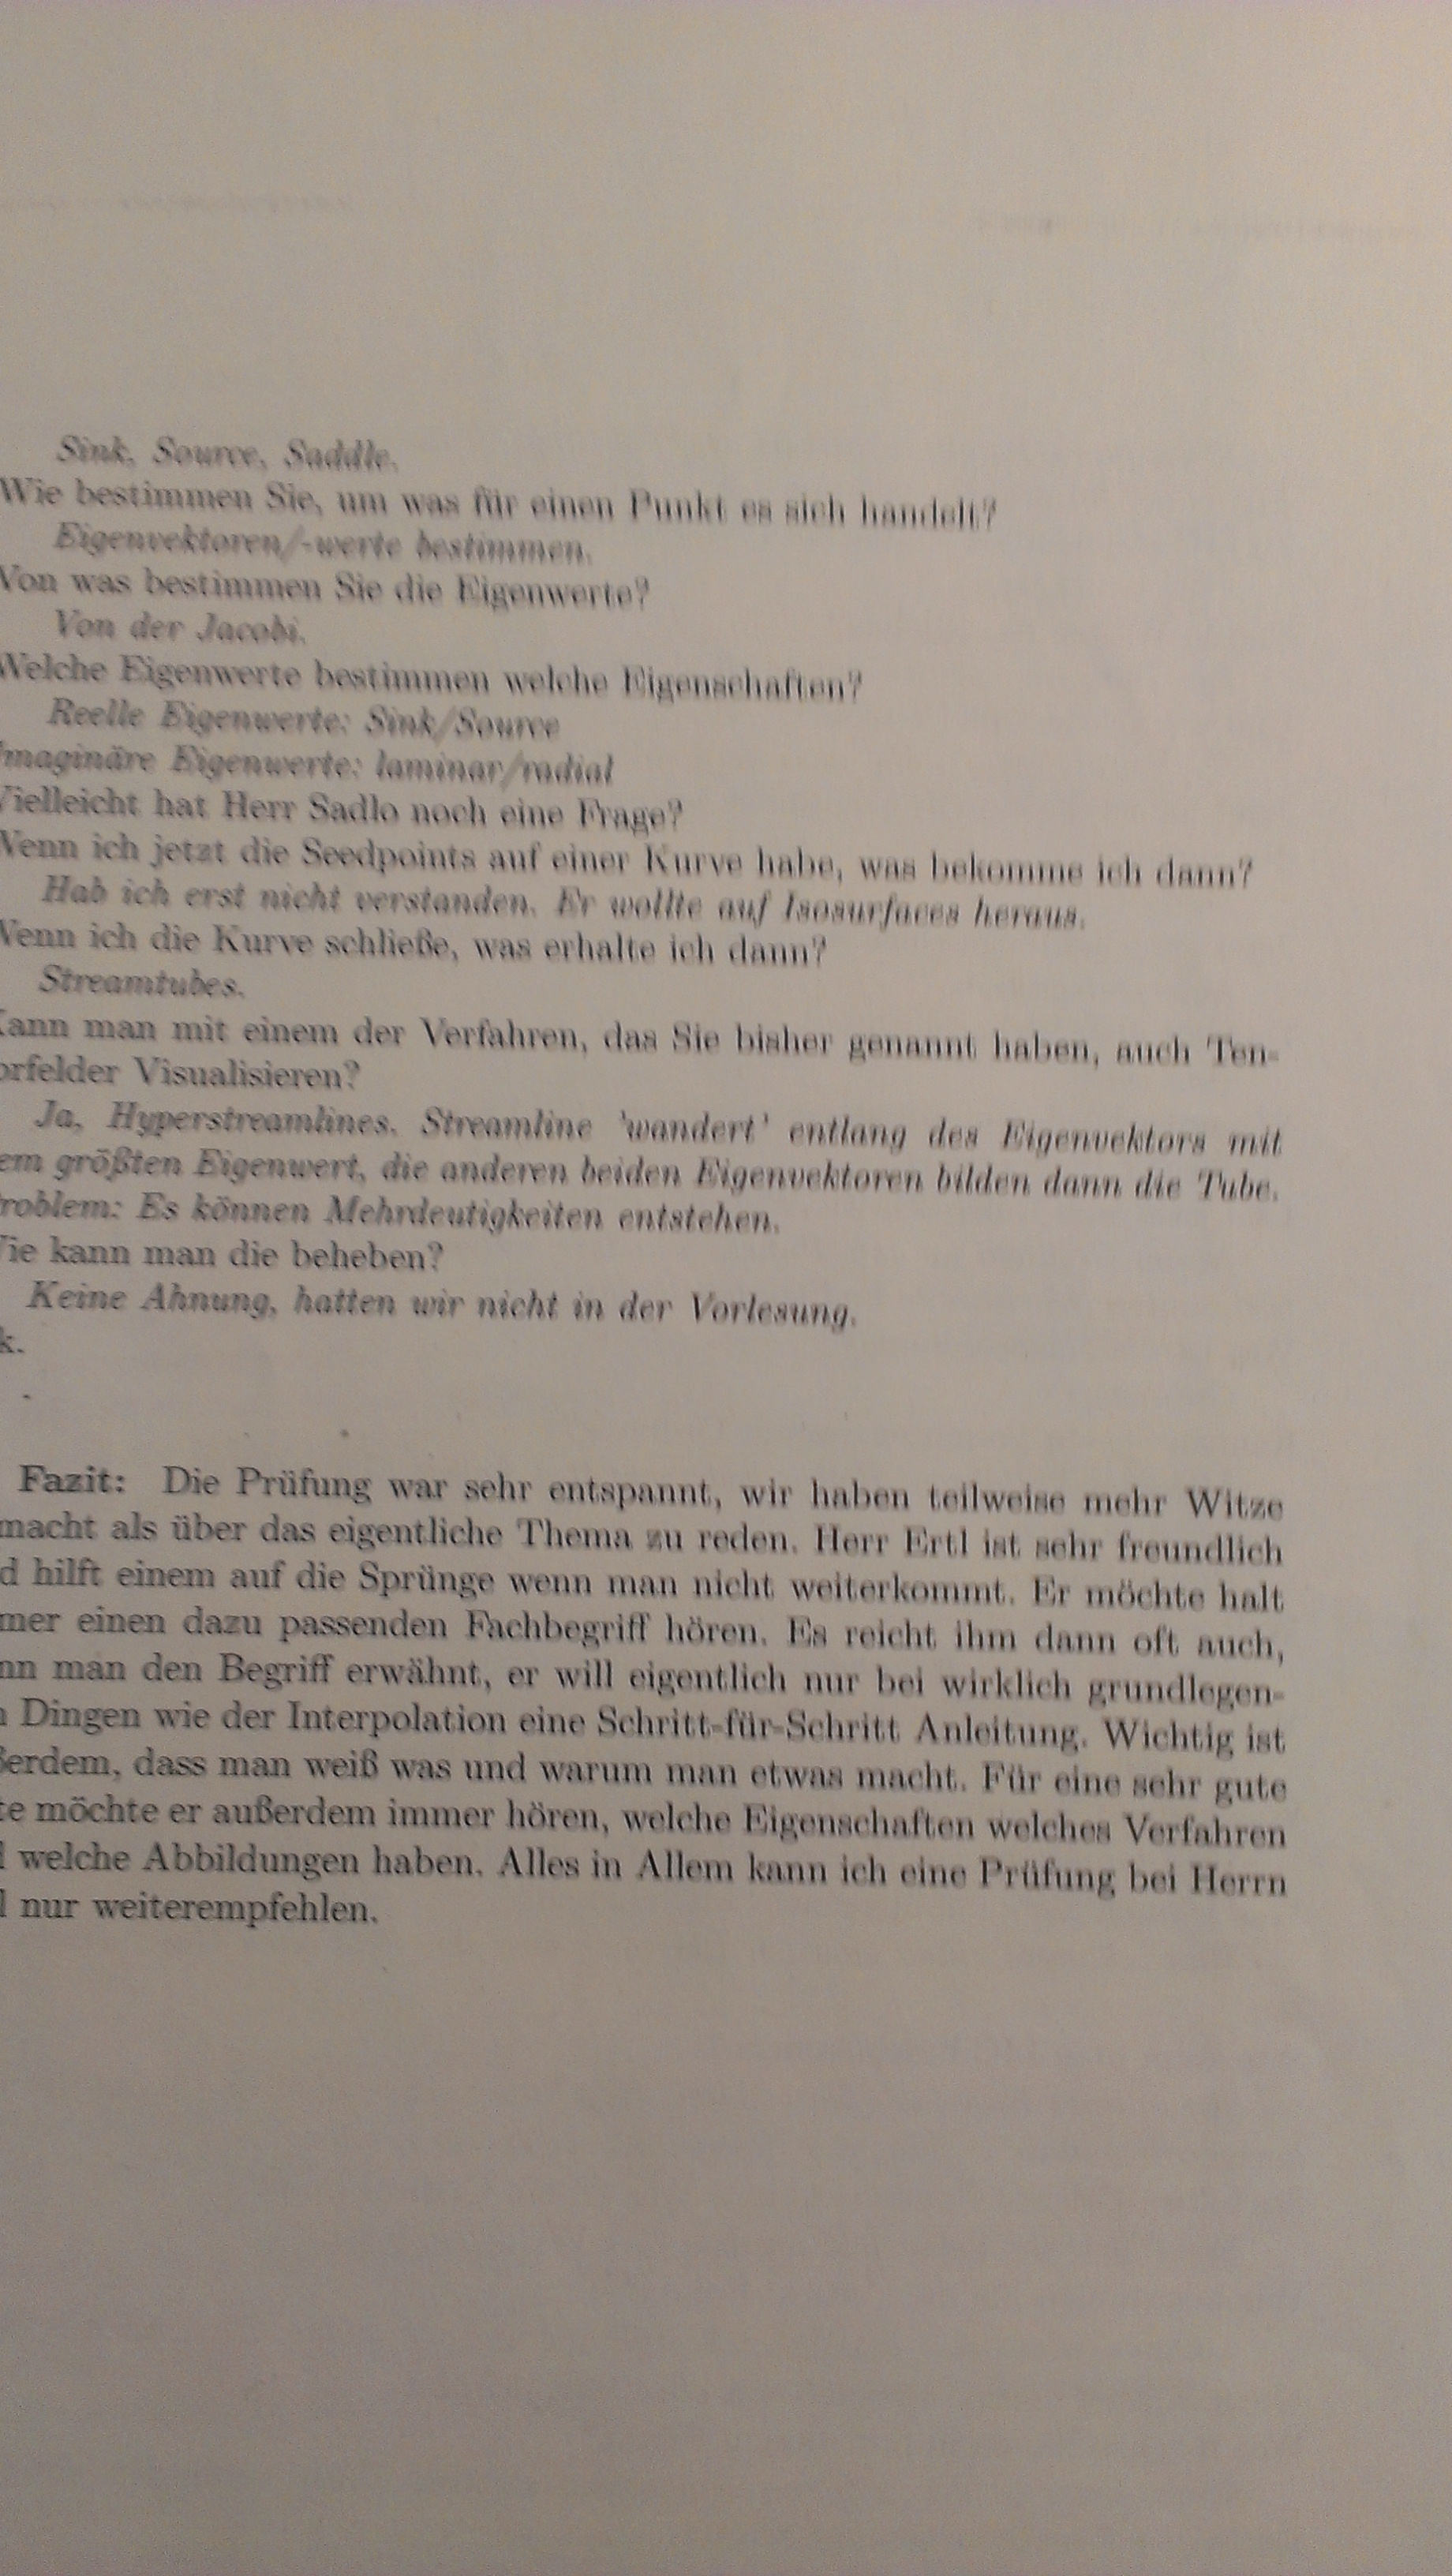 Sink, Source, Saddle.
Wie bestimmen Sie, um was für einen Punkt es sich handelt?
Eigenvektoren/-werte bestimmen.
Von was bestimmen Sie die Eigenwerte?
Von der Jacobi.
Welche Eigenwerte bestimmen welche Eigenschaften?
Reelle Eigenwerte: Sink/Source
Imaginäre Eigenwerte: laminar/radial
Vielleicht hat Herr Sadlo noch eine Frage?
Wenn ich jetzt die Seedpoints auf einer Kurve habe, was bekomme ich dann?
Hab ich erst nicht verstanden. Er wollte auf Isosurfaces heraus.
Wenn ich die Kurve schließe, was erhalte ich dann?
Streamtubes.
Kann man mit einem der Verfahren, das Sie bisher genannt haben, auch Ten-
orfelder Visualisieren?
Ja, Hyperstreamlines. Streamline 'wandert' entlang des Eigenvektors mit
em größten Eigenwert, die anderen beiden Eigenvektoren bilden dann die Tube.
Problem: Es können Mehrdeutigkeiten entstehen.
Wie kann man die beheben?
Keine Ahnung, hatten wir nicht in der Vorlesung.
k.
Fazit: Die Prüfung war sehr entspannt, wir haben teilweise mehr Witze
macht als über das eigentliche Thema zu reden. Herr Ertl ist sehr freundlich
d hilft einem auf die Sprünge wenn man nicht weiterkommt. Er möchte halt
mer einen dazu passenden Fachbegriff hören. Es reicht ihm dann oft auch,
nn man den Begriff erwähnt, er will eigentlich nur bei wirklich grundlegen-
n Dingen wie der Interpolation eine Schritt-für-Schritt Anleitung. Wichtig ist
ßerdem, dass man weiß was und warum man etwas macht. Für eine sehr gute
te möchte er außerdem immer hören, welche Eigenschaften welches Verfahren
d welche Abbildungen haben. Alles in Allem kann ich eine Prüfung bei Herrn
l nur weiterempfehlen.